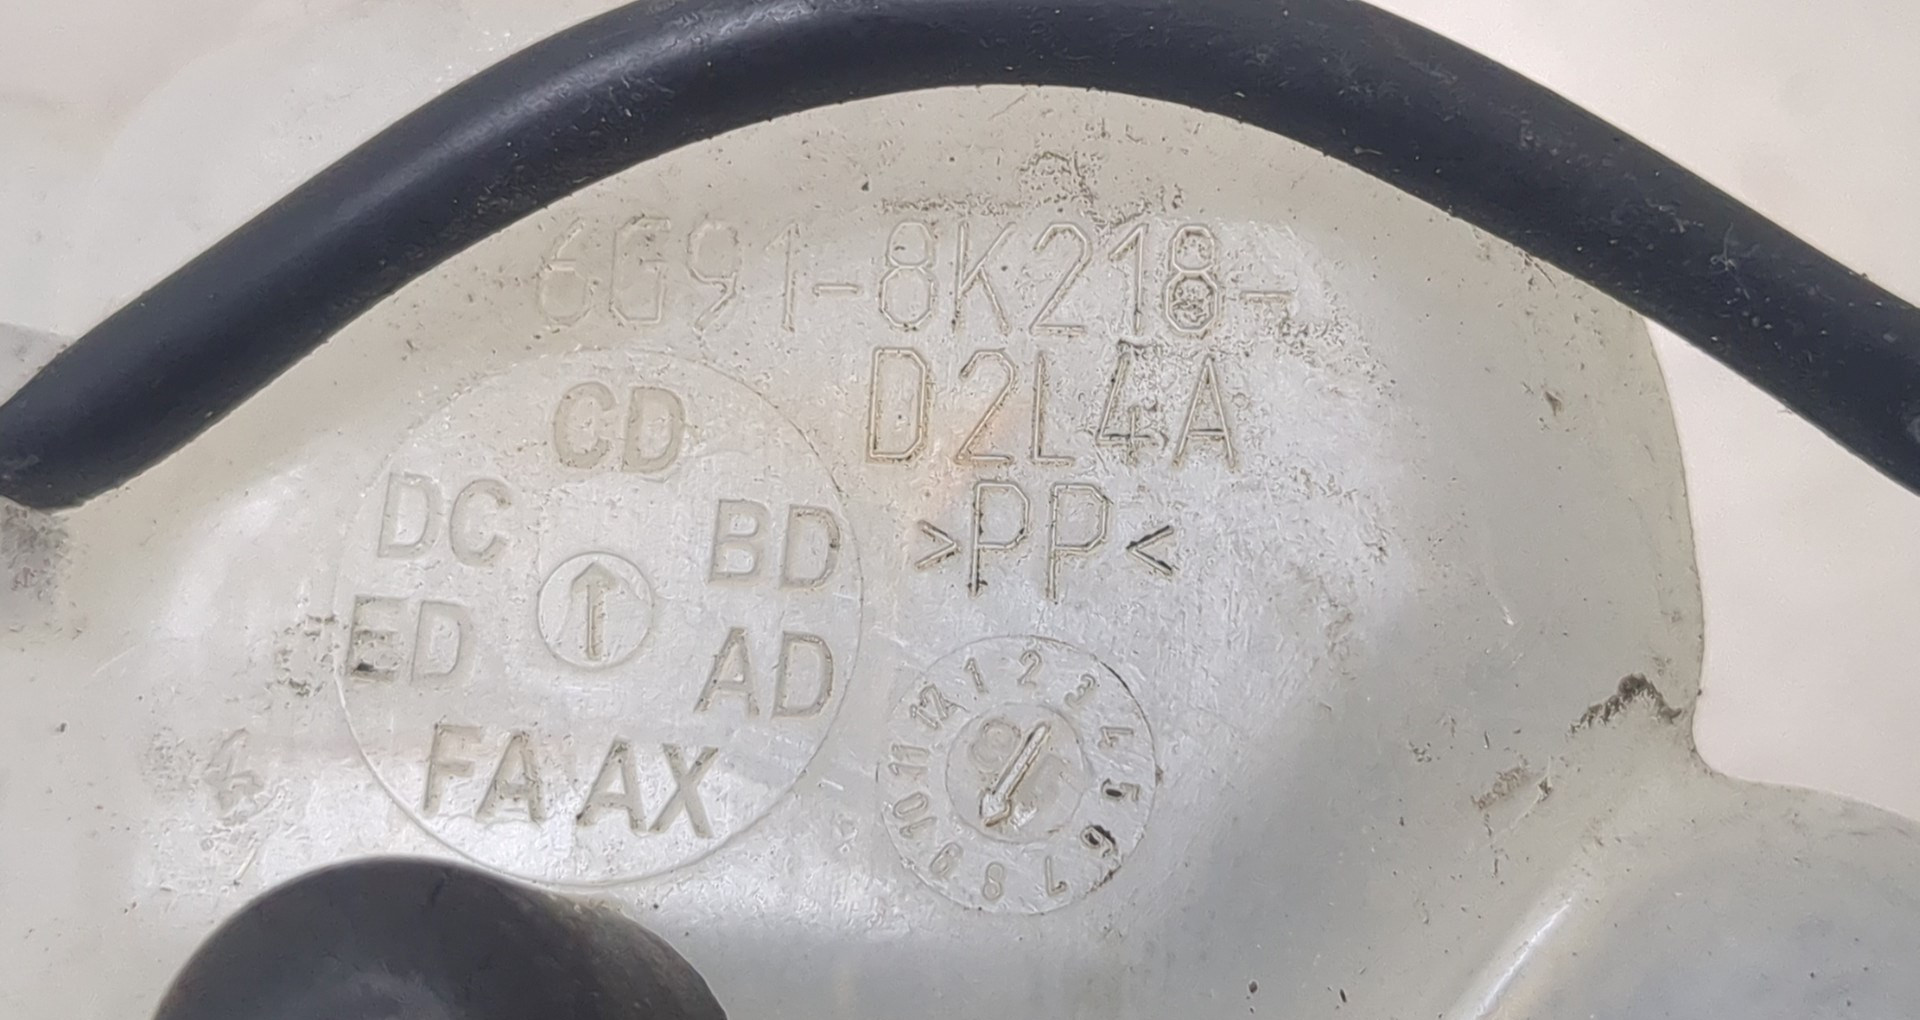 6G91-8K218-
D2L4A
>PP<
CD
DC BD
ED AD
FA AX
4
1 2 3 4 5 6 7 8 9 10 11 12